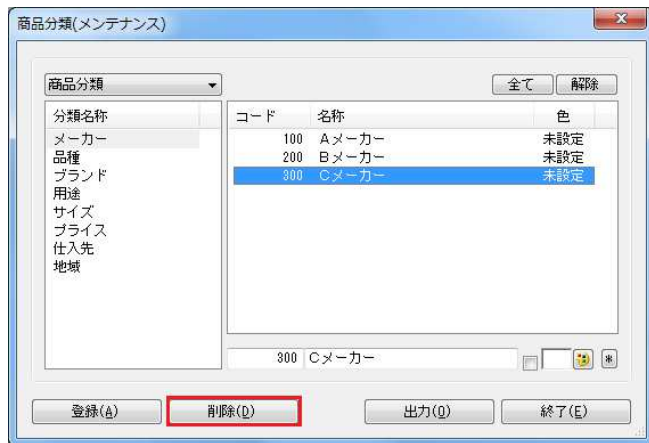 商品分類(メンテナンス)
商品分類
全て 解除
分類名称
メーカー
品種
ブランド
用途
サイズ
プライス
仕入先
地域
コード 名称 色
100 Aメーカー 未設定
200 Bメーカー 未設定
300 Cメーカー 未設定
300 Cメーカー *
登録(A) 削除(D) 出力(O) 終了(E)